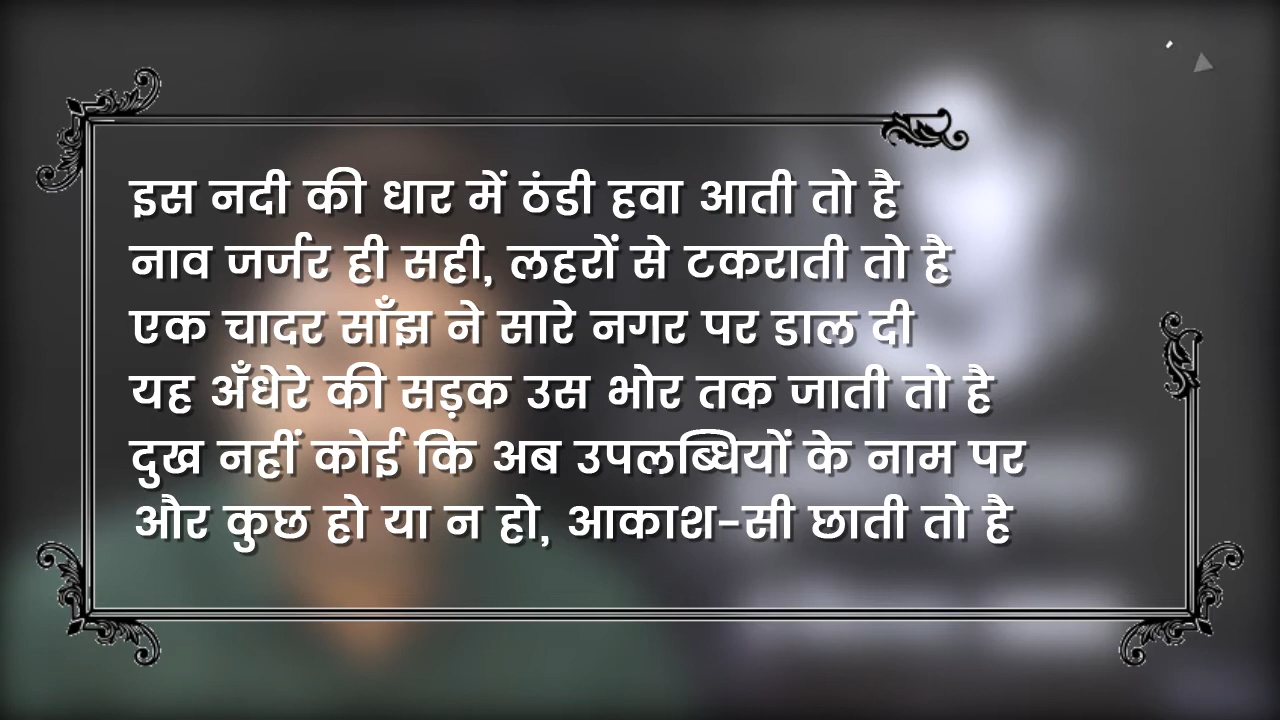 इस नदी की धार में ठंडी हवा आती तो है
नाव जर्जर ही सही, लहरों से टकराती तो है
एक चादर साँझ ने सारे नगर पर डाल दी
यह अँधेरे की सड़क उस भोर तक जाती तो है
दुख नहीं कोई कि अब उपलब्धियों के नाम पर
और कुछ हो या न हो, आकाश-सी छाती तो है